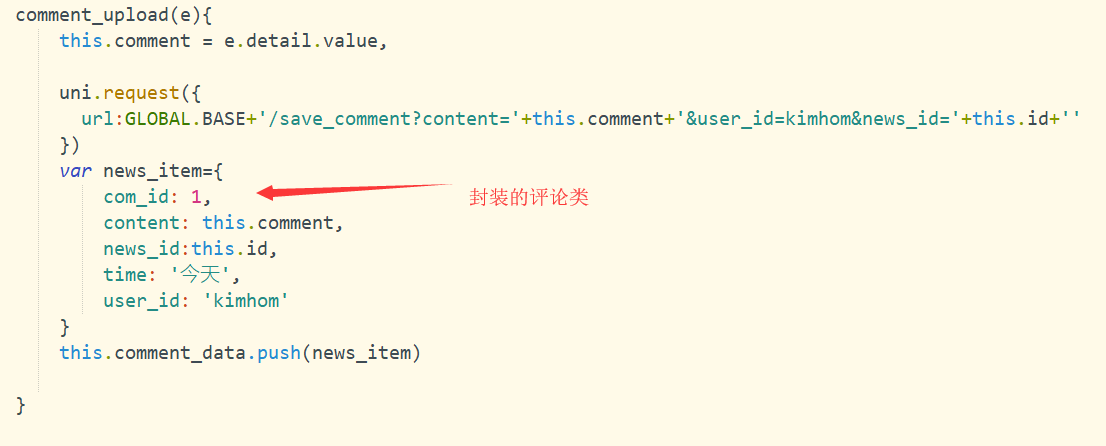 comment_upload(e){
this.comment = e.detail.value,
uni.request({
url:GLOBAL.BASE+'/save_comment?content='+this.comment+'&user_id=kimhom&news_id='+this.id+''
})
var news_item={
com_id: 1,
封装的评论类
content: this.comment,
news_id:this.id,
time: '今天',
user_id: 'kimhom'
}
this.comment_data.push(news_item)
}